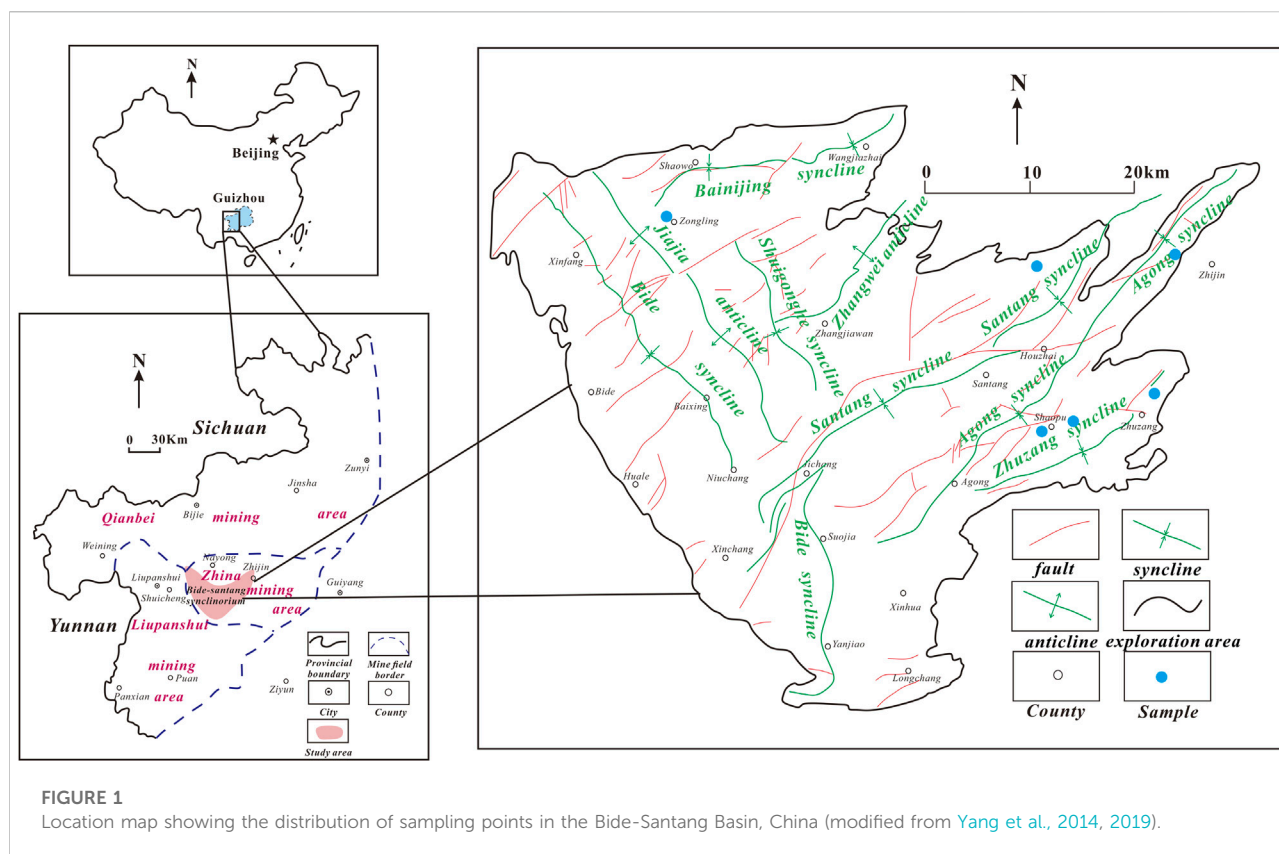 N
Beijing
Guizhou
N
0 30Km
Sichuan
Zunyi
Jinsha
Bijie
Qianbei mining area
Weining
Nayong
Zhijin
Liupanshui
Shuicheng
Zhina
Bide-santang
synclinorium
mining
area
Guiyang
Yunnan
Liupanshui
mining
area
Puan
Panxian
Ziyun
Provincial
boundary
Mine field
border
City
County
Study area
N
0 10 20km
Shaowo
Wangjiazhai
Bainijing syncline
Zongling
Xinfang
Jiajia anticline
Shuigonghe syncline
Zhangwei anticline
Zhangjiawan
Bide syncline
Bide
Baixing
Santang syncline
Agong syncline
Zhijin
Houzhai
Santang
Santang syncline
Agong syncline
Shaopu
Zhuzang
Zhuzang syncline
Agong
Huale
Niuchang
Jichang
Xinchang
Bide syncline
Suojia
Xinhua
Yanjiao
Longchang
fault
syncline
anticline
exploration area
County
Sample
FIGURE 1
Location map showing the distribution of sampling points in the Bide-Santang Basin, China (modified from Yang et al., 2014, 2019).